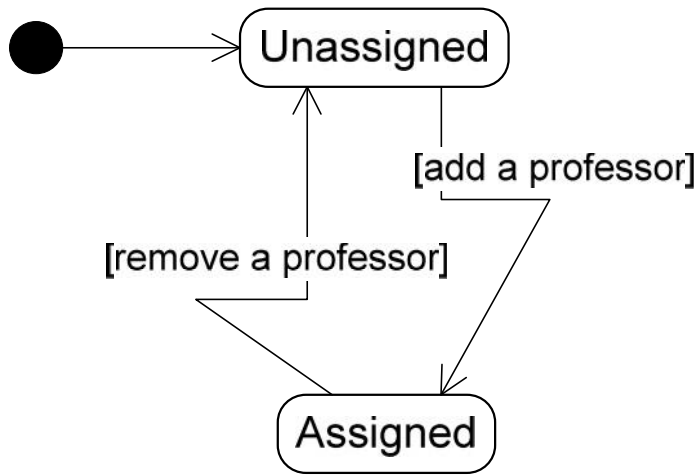 Unassigned
[add a professor]
[remove a professor]
Assigned